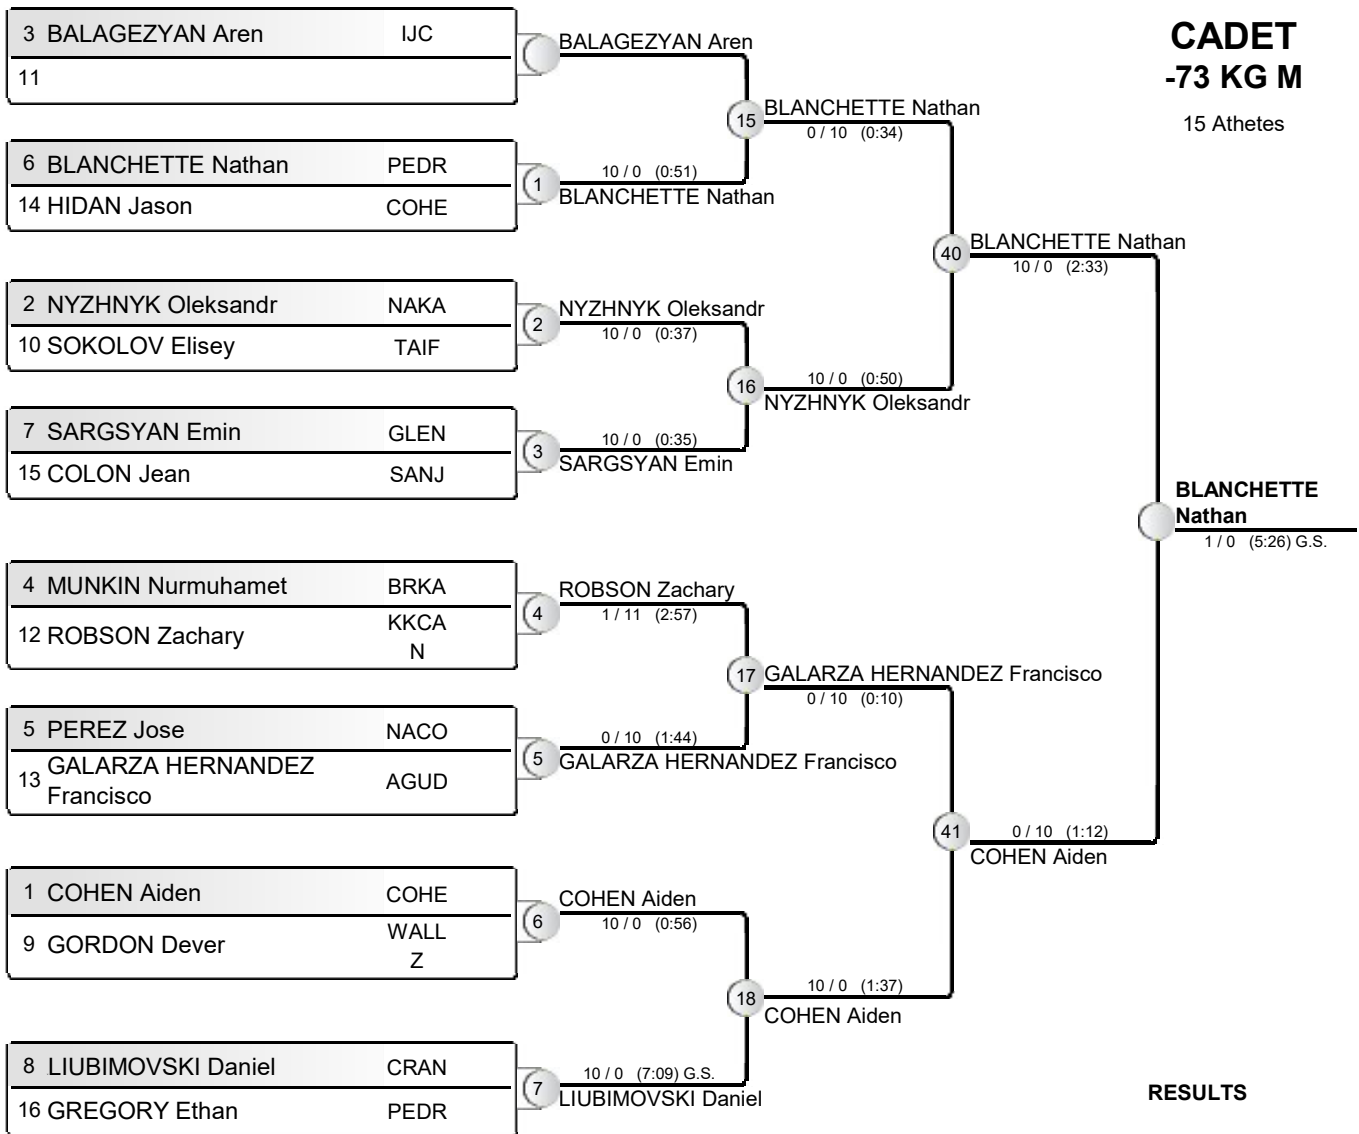 CADET
-73 KG M
15 Athetes
3 BALAGEZYAN Aren IJC
11
BALAGEZYAN Aren
6 BLANCHETTE Nathan PEDR
14 HIDAN Jason COHE
1
10 / 0 (0:51)
BLANCHETTE Nathan
15
BLANCHETTE Nathan
0 / 10 (0:34)
2 NYZHNYK Oleksandr NAKA
10 SOKOLOV Elisey TAIF
2
NYZHNYK Oleksandr
10 / 0 (0:37)
7 SARGSYAN Emin GLEN
15 COLON Jean SANJ
3
10 / 0 (0:35)
SARGSYAN Emin
16
10 / 0 (0:50)
NYZHNYK Oleksandr
40
BLANCHETTE Nathan
10 / 0 (2:33)
4 MUNKIN Nurmuhamet BRKA
12 ROBSON Zachary KKCA
N
4
ROBSON Zachary
1 / 11 (2:57)
5 PEREZ Jose NACO
13 GALARZA HERNANDEZ
Francisco AGUD
5
0 / 10 (1:44)
GALARZA HERNANDEZ Francisco
17
GALARZA HERNANDEZ Francisco
0 / 10 (0:10)
1 COHEN Aiden COHE
9 GORDON Dever WALL
Z
6
COHEN Aiden
10 / 0 (0:56)
8 LIUBIMOVSKI Daniel CRAN
16 GREGORY Ethan PEDR
7
10 / 0 (7:09) G.S.
LIUBIMOVSKI Daniel
18
10 / 0 (1:37)
COHEN Aiden
41
0 / 10 (1:12)
COHEN Aiden
BLANCHETTE
Nathan
1 / 0 (5:26) G.S.
RESULTS